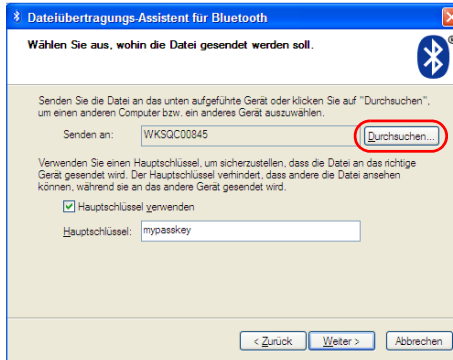 Dateiübertragungs-Assistent für Bluetooth
Wählen Sie aus, wohin die Datei gesendet werden soll.
Senden Sie die Datei an das unten aufgeführte Gerät oder klicken Sie auf "Durchsuchen",
um einen anderen Computer bzw. ein anderes Gerät auszuwählen.
Senden an: WKSQC00845 Durchsuchen...
Verwenden Sie einen Hauptschlüssel, um sicherzustellen, dass die Datei an das richtige
Gerät gesendet wird. Der Hauptschlüssel verhindert, dass andere die Datei ansehen
können, während sie an das andere Gerät gesendet wird.
Hauptschlüssel verwenden
Hauptschlüssel: mypasskey
< Zurück Weiter > Abbrechen